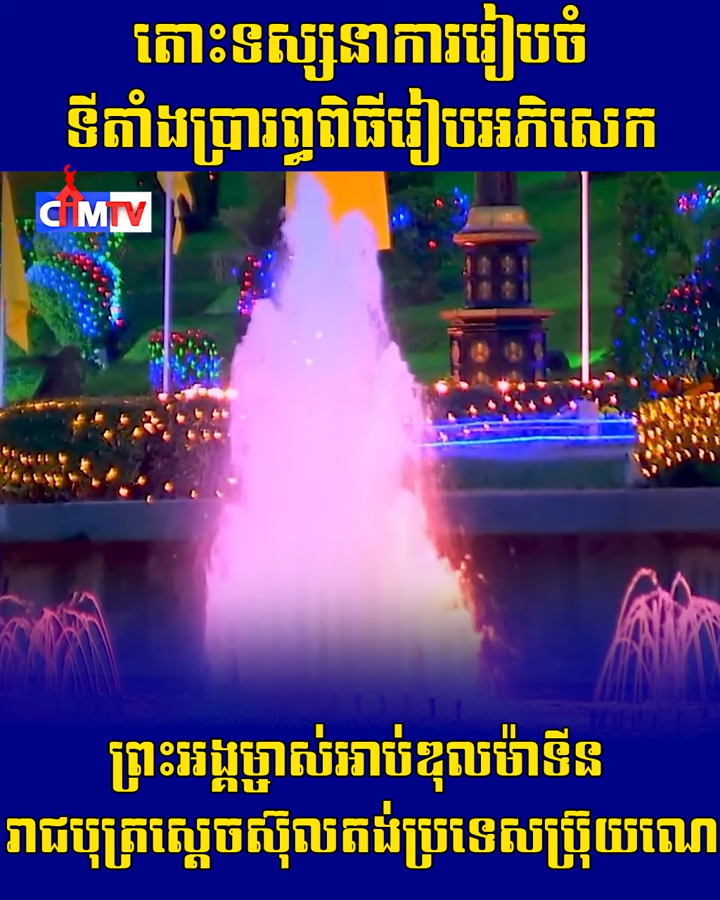 តោះទស្សនាការរៀបចំ
ទីតាំងប្រារព្ធពិធីរៀបអភិសេក
CAMTV
ព្រះអង្គម្ចាស់អាប់ឌុលម៉ាទីន
រាជបុត្រស្តេចស៊ុលតង់ប្រទេសប្រ៊ុយណេ